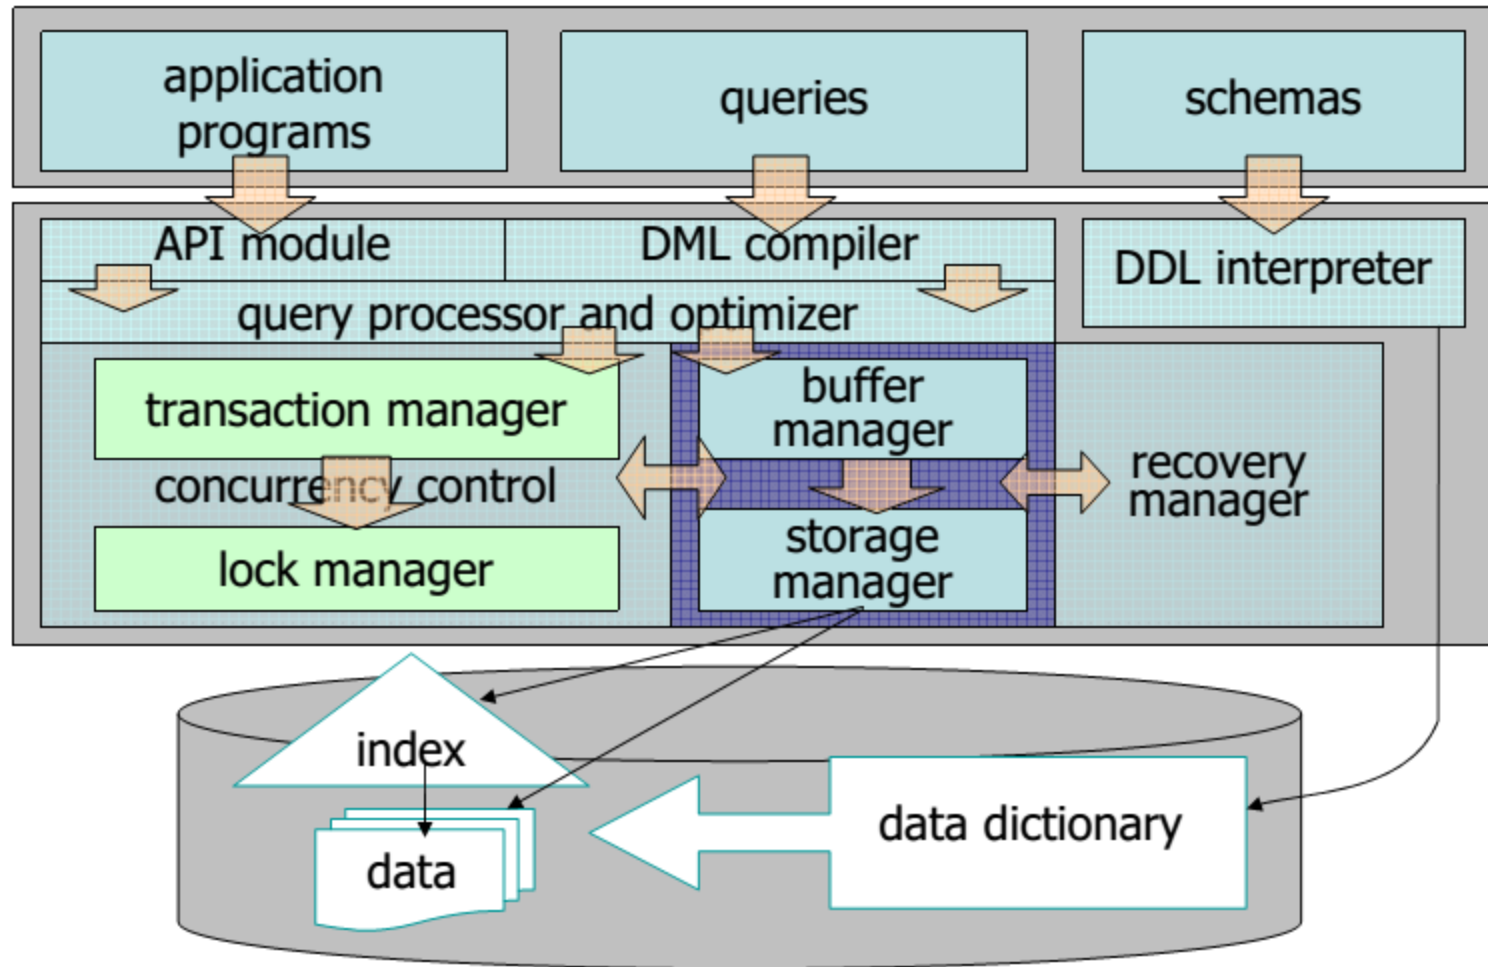 application
programs
queries
schemas
API module
DML compiler
DDL interpreter
query processor and optimizer
transaction manager
buffer
manager
concurrency control
recovery
manager
lock manager
storage
manager
index
data
data dictionary